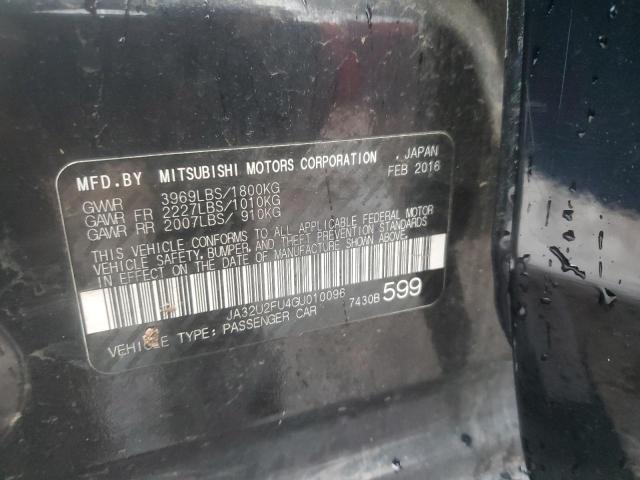 MFD.BY MITSUBISHI MOTORS CORPORATION , JAPAN
FEB 2016
GVWR 3969LBS/1800KG
GAWR FR 2227LBS/1010KG
GAWR RR 2007LBS/ 910KG
THIS VEHICLE CONFORMS TO ALL APPLICABLE FEDERAL MOTOR
VEHICLE SAFETY, BUMPER, AND THEFT PREVENTION STANDARDS
IN EFFECT ON THE DATE OF MANUFACTURE SHOWN ABOVE.
JA32U2FU4GU010096 7430B 599
VEHICLE TYPE: PASSENGER CAR